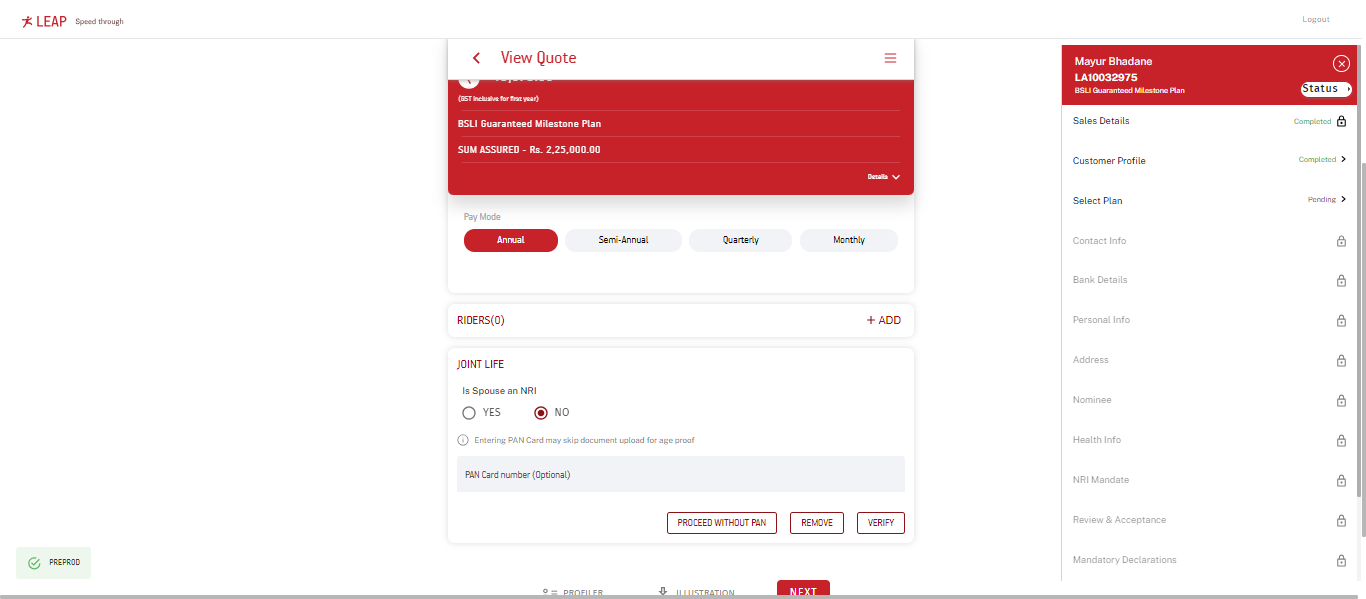 LEAP Speed through
Logout
View Quote
(GST Inclusive for first year)
BSLI Guaranteed Milestone Plan
SUM ASSURED - Rs. 2,25,000.00
Details
Pay Mode
Annual Semi-Annual Quarterly Monthly
RIDERS(0) + ADD
JOINT LIFE
Is Spouse an NRI
YES NO
Entering PAN Card may skip document upload for age proof
PAN Card number (Optional)
PROCEED WITHOUT PAN REMOVE VERIFY
PROFILER ILLUSTRATION NEXT
PREPROD
Mayur Bhadane
LA10032975
BSLI Guaranteed Milestone Plan
Status
Sales Details Completed
Customer Profile Completed
Select Plan Pending
Contact Info
Bank Details
Personal Info
Address
Nominee
Health Info
NRI Mandate
Review & Acceptance
Mandatory Declarations